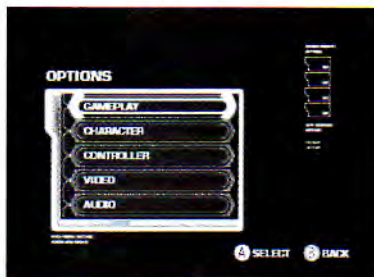 OPTIONS
GAMEPLAY
CHARACTER
CONTROLLER
VIDEO
AUDIO
A SELECT B BACK